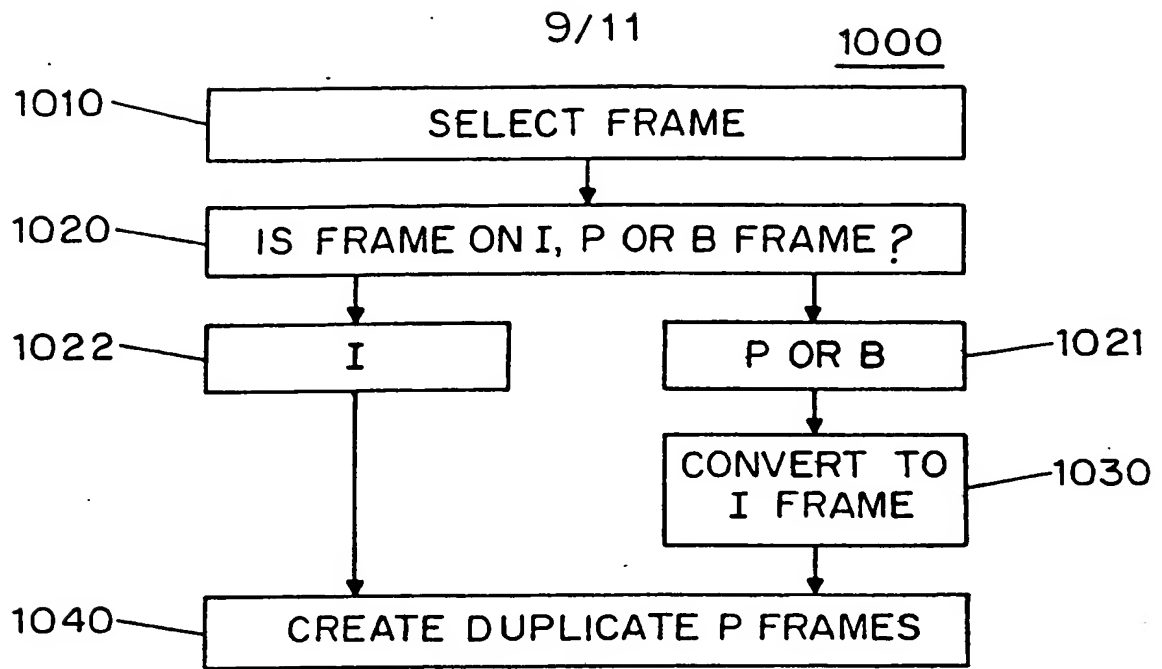 9/11
1000
1010
SELECT FRAME
1020
IS FRAME ON I, P OR B FRAME?
1022
I
P OR B
1021
CONVERT TO
I FRAME
1030
1040
CREATE DUPLICATE P FRAMES